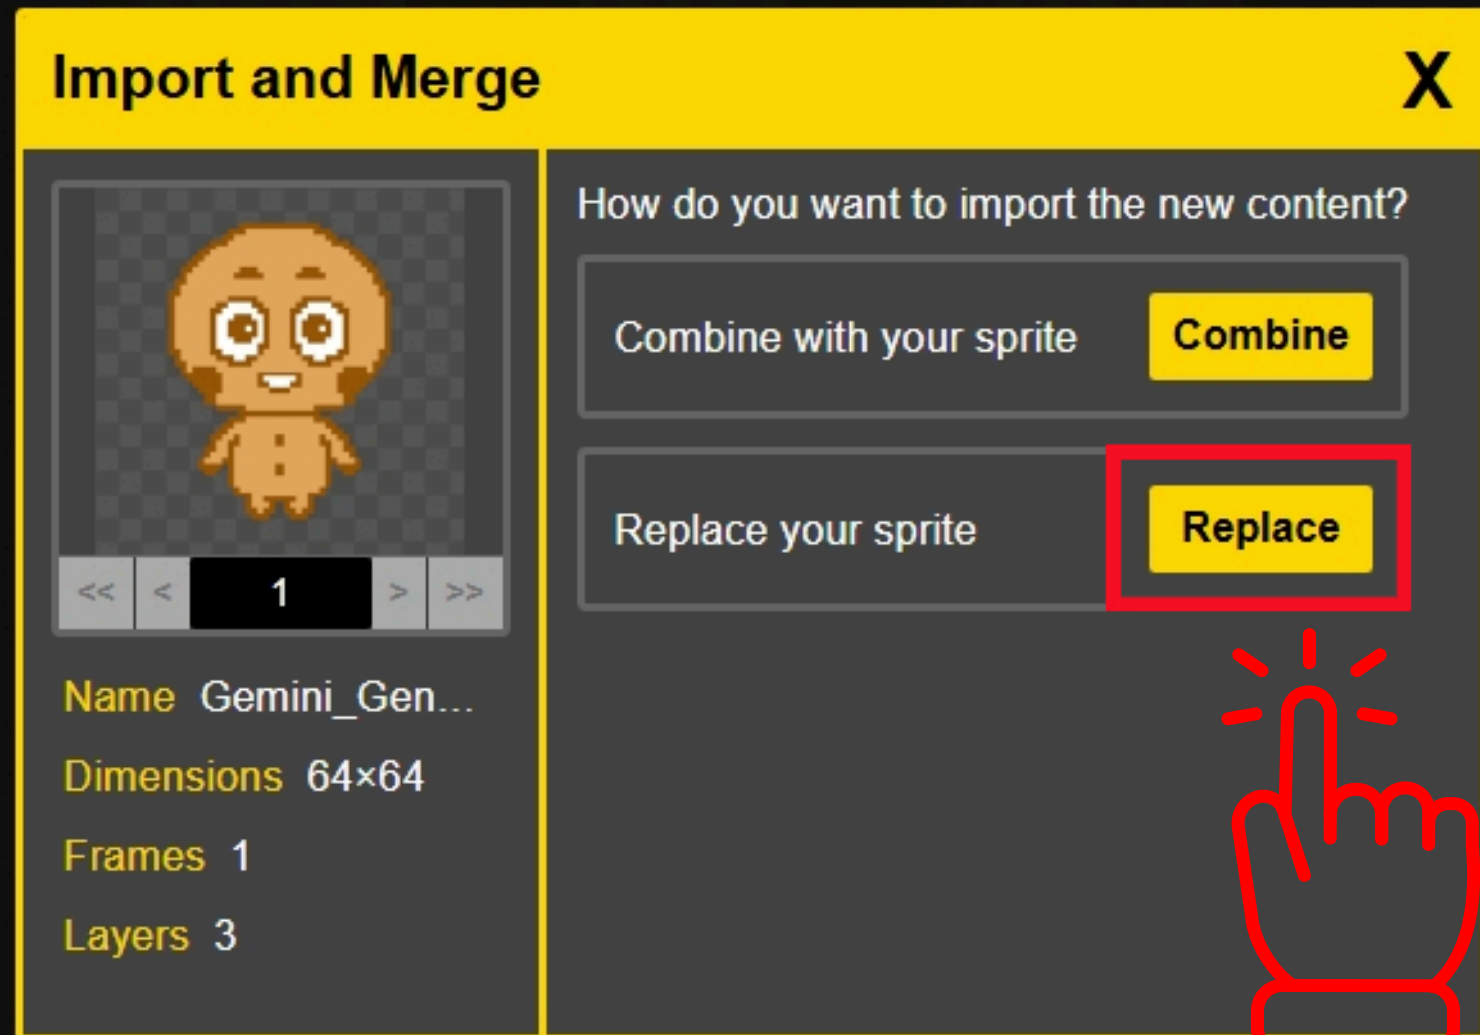 Import and Merge
X
How do you want to import the new content?
Combine with your sprite
Combine
Replace your sprite
Replace
<<
<
1
>
>>
Name Gemini_Gen...
Dimensions 64×64
Frames 1
Layers 3